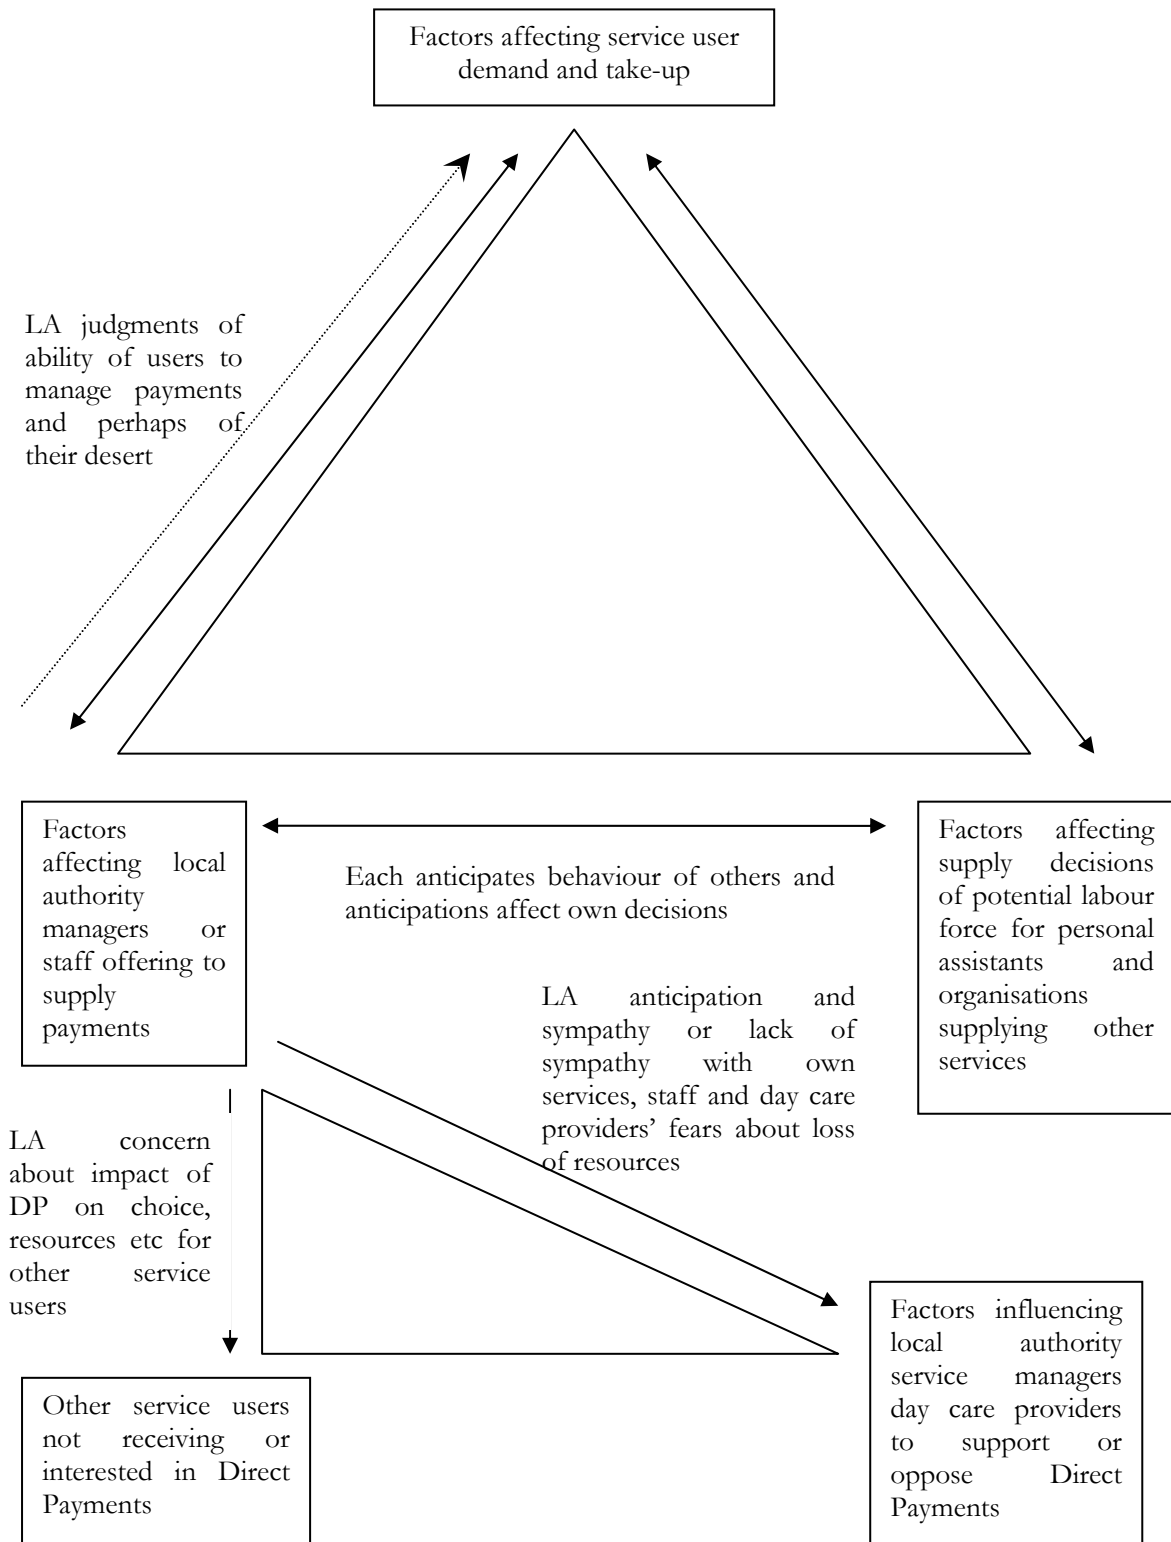 Factors affecting service user
demand and take-up
LA judgments of
ability of users to
manage payments
and perhaps of
their desert
Factors
affecting local
authority
managers or
staff offering to
supply
payments
Each anticipates behaviour of others and
anticipations affect own decisions
Factors affecting
supply decisions
of potential labour
force for personal
assistants and
organisations
supplying other
services
LA anticipation and
sympathy or lack of
sympathy with own
services, staff and day care
providers’ fears about loss
of resources
LA concern
about impact of
DP on choice,
resources etc for
other service
users
Other service users
not receiving or
interested in Direct
Payments
Factors influencing
local authority
service managers
day care providers
to support or
oppose Direct
Payments